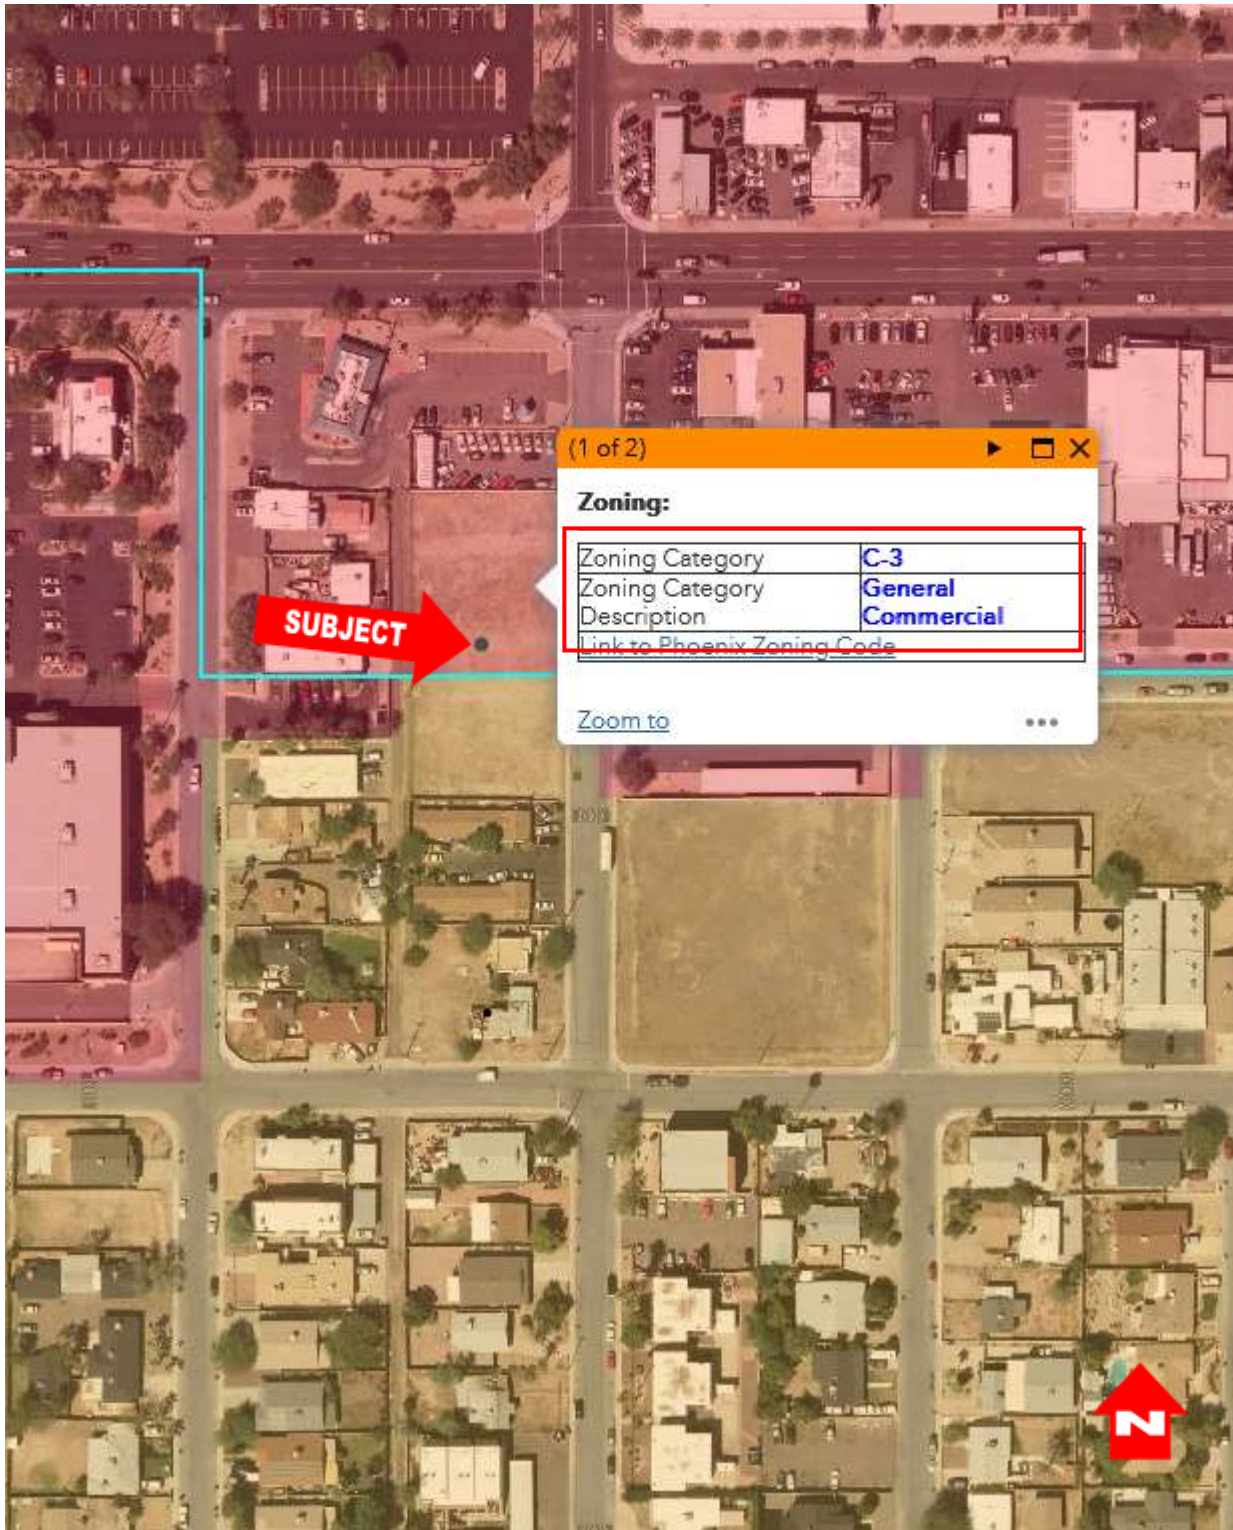 (1 of 2)
Zoning:
Zoning Category C-3
Zoning Category General
Description Commercial
Link to Phoenix Zoning Code
SUBJECT
Zoom to
N